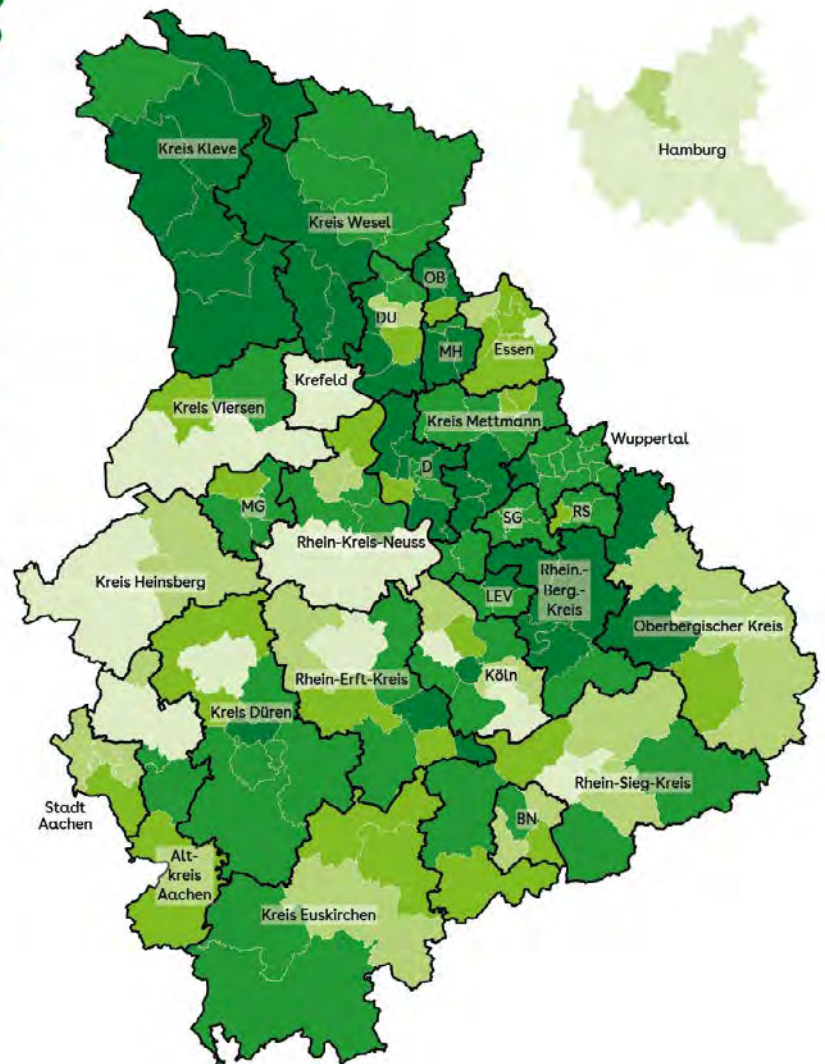 Hamburg
Kreis Kleve
Kreis Wesel
OB
DU
MH
Essen
Krefeld
Kreis Viersen
Kreis Mettmann
Wuppertal
D
MG
SG
RS
Rhein-Kreis-Neuss
Kreis Heinsberg
LEV
Rhein.-
Berg.-
Kreis
Oberbergischer Kreis
Rhein-Erft-Kreis
Köln
Kreis Düren
Rhein-Sieg-Kreis
Stadt
Aachen
BN
Alt-
kreis
Aachen
Kreis Euskirchen